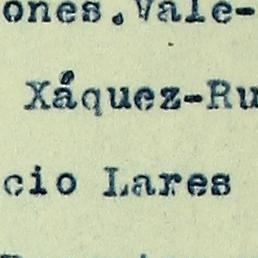 ones.Vale-
Xáquez-Ru
cio Lares